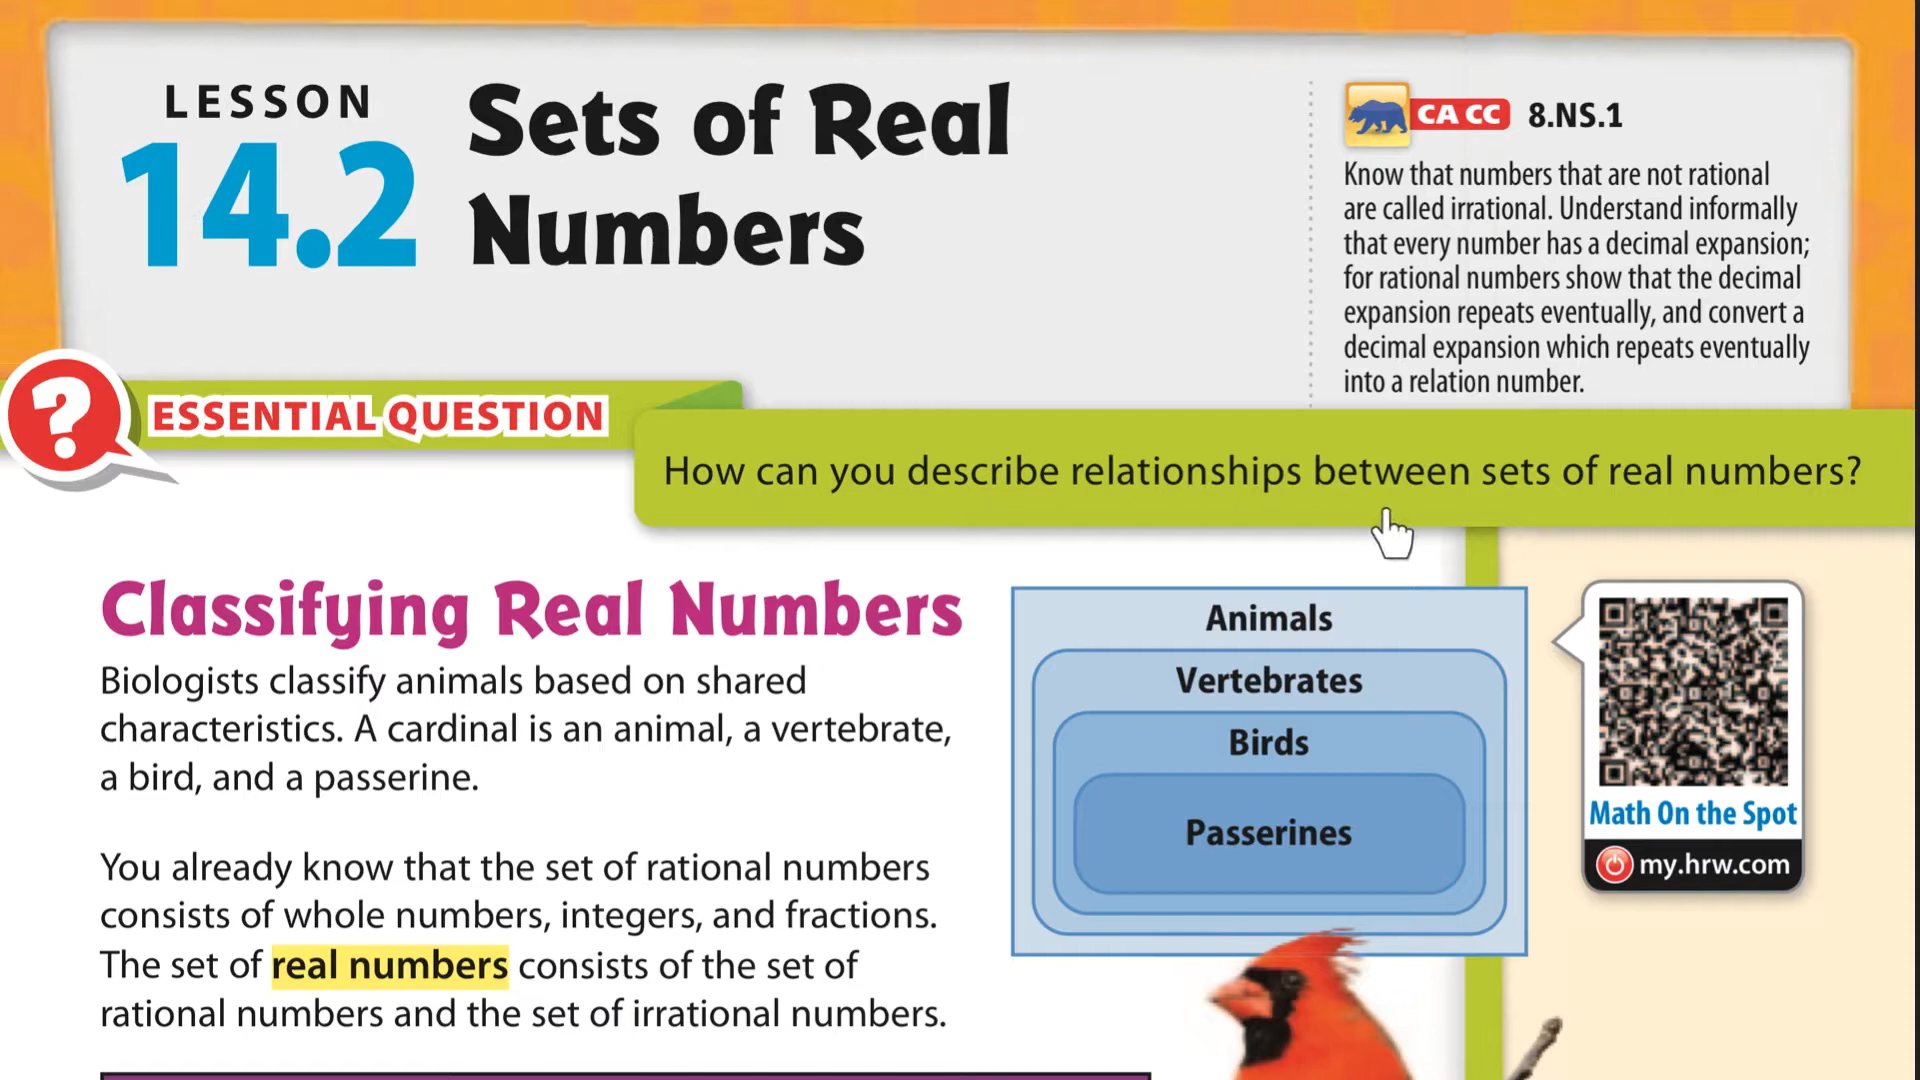 LESSON
14.2
Sets of Real
Numbers
CA CC 8.NS.1
Know that numbers that are not rational
are called irrational. Understand informally
that every number has a decimal expansion;
for rational numbers show that the decimal
expansion repeats eventually, and convert a
decimal expansion which repeats eventually
into a relation number.
? ESSENTIAL QUESTION
How can you describe relationships between sets of real numbers?
Classifying Real Numbers
Biologists classify animals based on shared
characteristics. A cardinal is an animal, a vertebrate,
a bird, and a passerine.
You already know that the set of rational numbers
consists of whole numbers, integers, and fractions.
The set of real numbers consists of the set of
rational numbers and the set of irrational numbers.
Animals
Vertebrates
Birds
Passerines
Math On the Spot
my.hrw.com